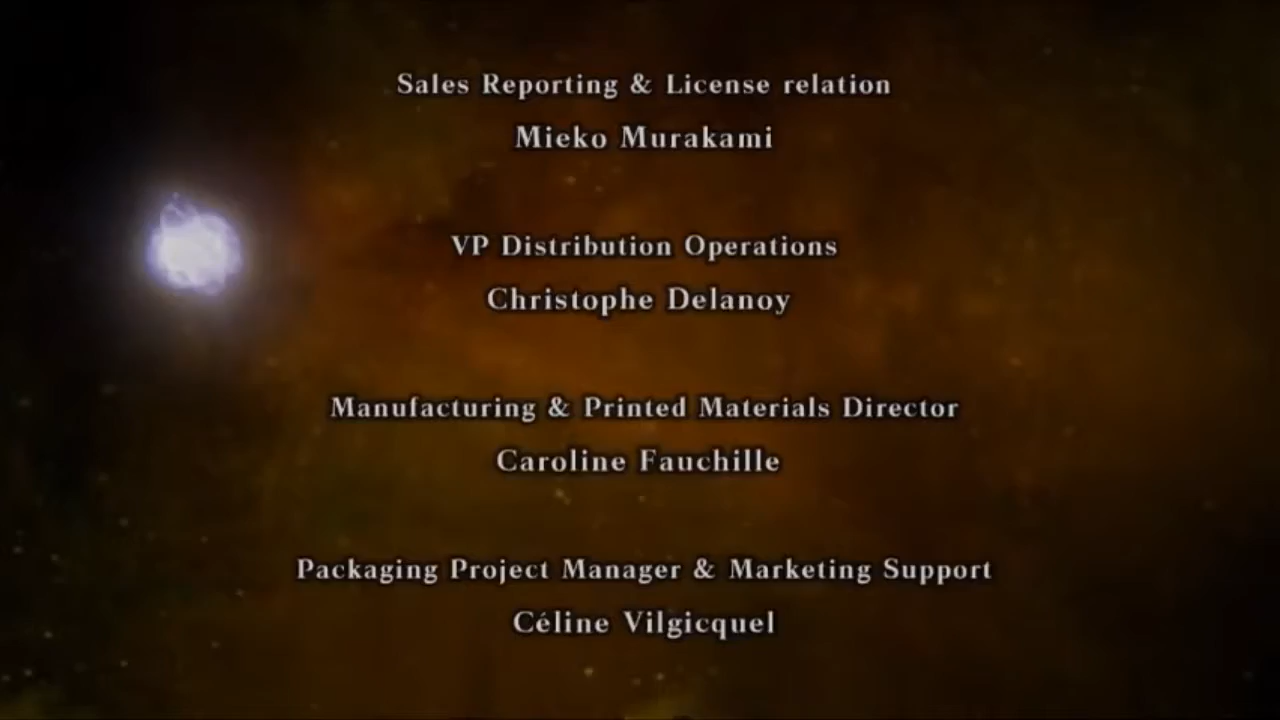 Sales Reporting & License relation
Mieko Murakami
VP Distribution Operations
Christophe Delanoy
Manufacturing & Printed Materials Director
Caroline Fauchille
Packaging Project Manager & Marketing Support
Céline Vilgicquel